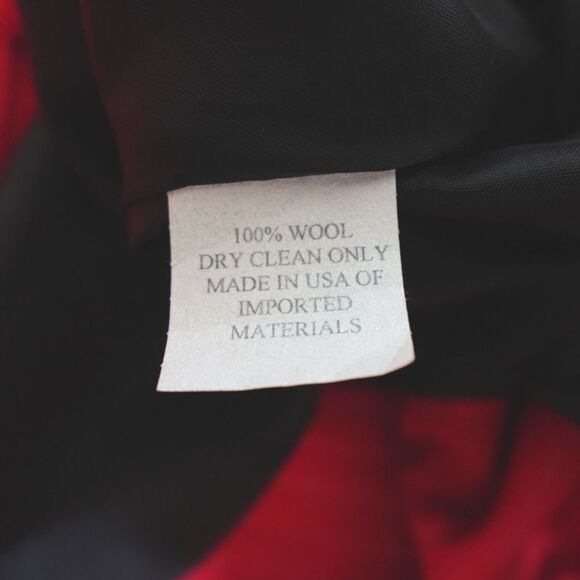 100% WOOL
DRY CLEAN ONLY
MADE IN USA OF
IMPORTED
MATERIALS